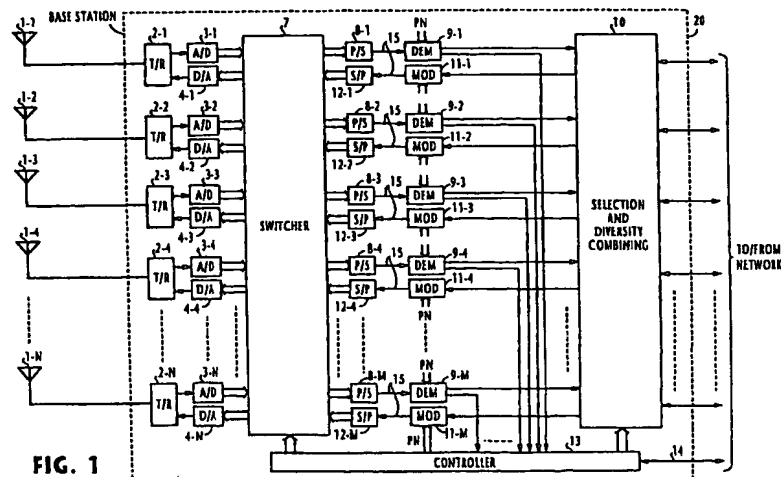 BASE STATION
1-1
2-1
3-1
7
8-1
15
PN
9-1
10
20
T/R
A/D
P/S
DEM
11-1
D/A
S/P
MOD
4-1
12-1
1-2
2-2
3-2
8-2
15
9-2
T/R
A/D
P/S
DEM
11-2
D/A
S/P
MOD
4-2
12-2
1-3
2-3
3-3
8-3
15
9-3
T/R
A/D
P/S
DEM
11-3
D/A
S/P
MOD
4-3
12-3
SWITCHER
SELECTION
AND
DIVERSITY
COMBINING
TO/FROM
NETWORK
1-4
2-4
3-4
8-4
15
9-4
T/R
A/D
P/S
DEM
11-4
D/A
S/P
MOD
4-4
12-4
PN
1-N
2-N
3-N
8-M
15
PN
9-M
T/R
A/D
P/S
DEM
D/A
S/P
MOD
4-N
12-M
PN
11-M
13
14
CONTROLLER
FIG. 1